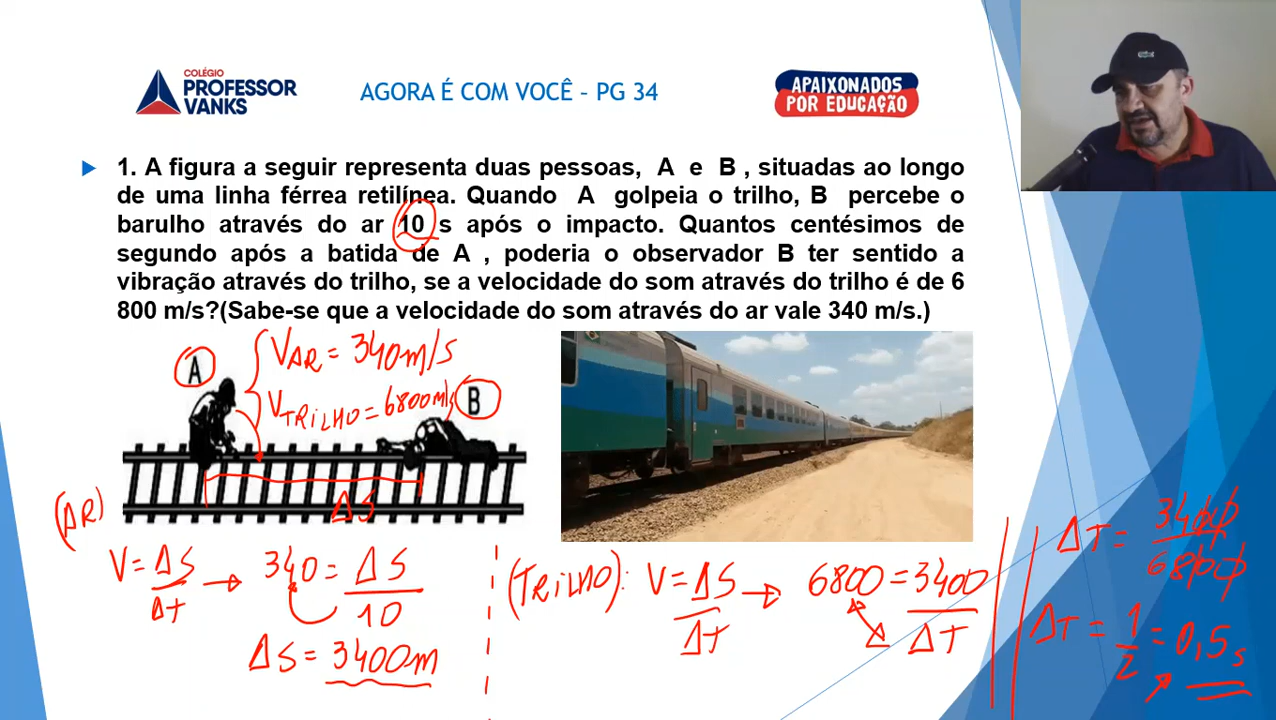 COLÉGIO
PROFESSOR
VANKS
AGORA É COM VOCÊ – PG 34
APAIXONADOS
POR EDUCAÇÃO
1. A figura a seguir representa duas pessoas, A e B , situadas ao longo
de uma linha férrea retilínea. Quando A golpeia o trilho, B percebe o
barulho através do ar 10 s após o impacto. Quantos centésimos de
segundo após a batida de A , poderia o observador B ter sentido a
vibração através do trilho, se a velocidade do som através do trilho é de 6
800 m/s?(Sabe-se que a velocidade do som através do ar vale 340 m/s.)
A
VAR = 340m/s
VTRILHO = 6800m/s
B
ΔS
(AR)
V = ΔS/ΔT → 340 = ΔS/10
ΔS = 3400m
(TRILHO): V = ΔS/ΔT → 6800 = 3400/ΔT
ΔT = 3400/6800
ΔT = 1/2 = 0,5s